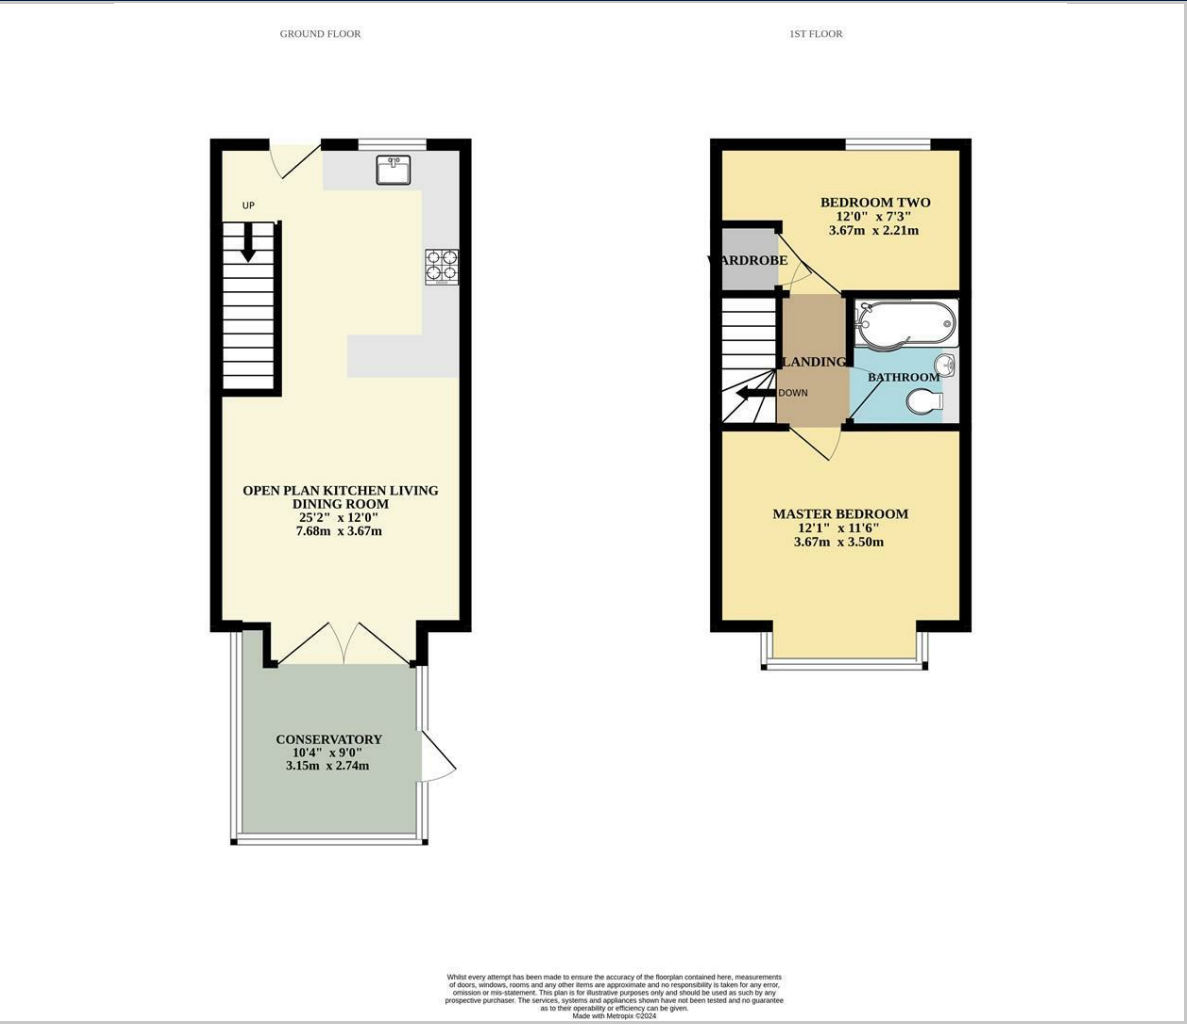 GROUND FLOOR
1ST FLOOR
UP
OPEN PLAN KITCHEN LIVING
DINING ROOM
25'2" x 12'0"
7.68m x 3.67m
CONSERVATORY
10'4" x 9'0"
3.15m x 2.74m
BEDROOM TWO
12'0" x 7'3"
3.67m x 2.21m
WARDROBE
LANDING
BATHROOM
DOWN
MASTER BEDROOM
12'1" x 11'6"
3.67m x 3.50m
Whilst every attempt has been made to ensure the accuracy of the floorplan contained here, measurements
of doors, windows, rooms and any other items are approximate and no responsibility is taken for any error,
omission or mis-statement. This plan is for illustrative purposes only and should be used as such by any
prospective purchaser. The services, systems and appliances shown have not been tested and no guarantee
as to their operability or efficiency can be given.
Made with Metropix ©2024